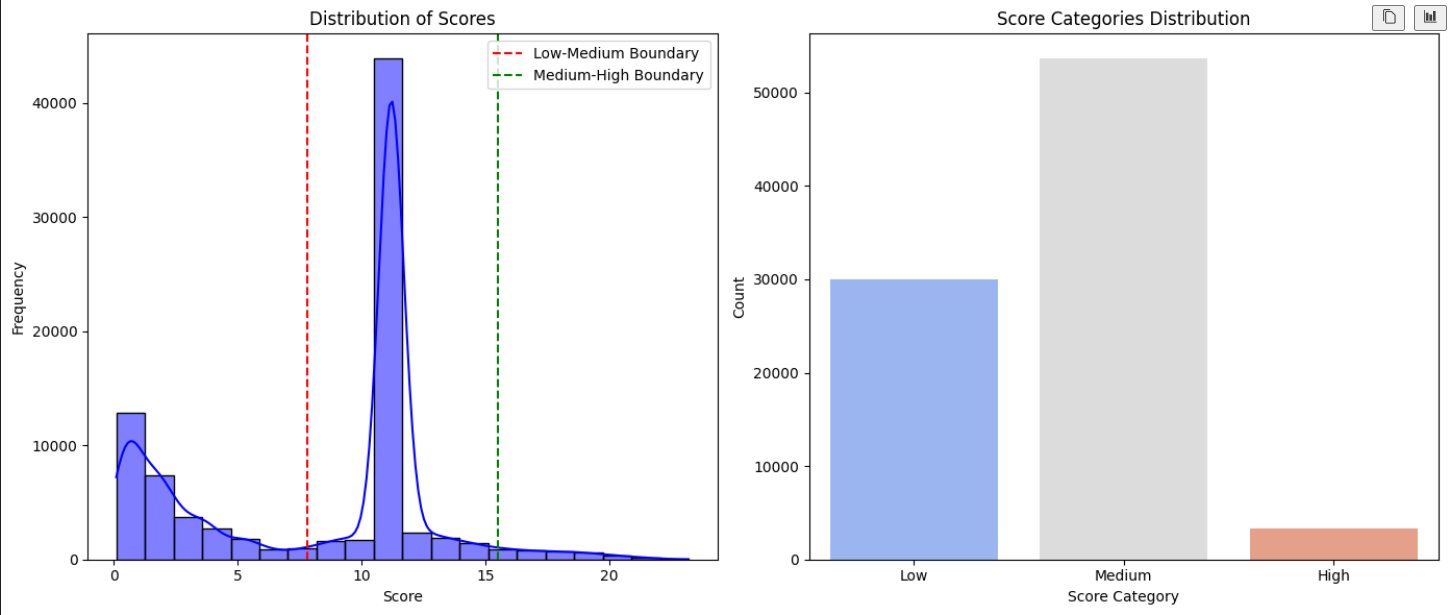 Distribution of Scores
Low-Medium Boundary
Medium-High Boundary
40000
30000
20000
10000
0
Frequency
0 5 10 15 20
Score
Score Categories Distribution
50000
40000
30000
20000
10000
0
Count
Low Medium High
Score Category